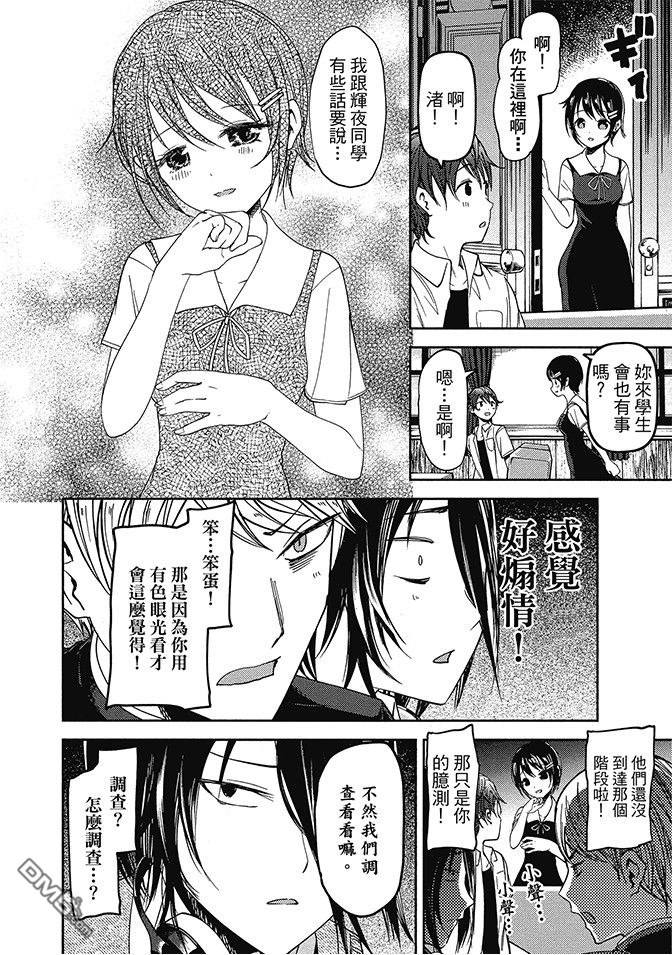 ギィ
啊！
你在這裡啊…
啊！
渚！
妳來學生
會也有事
嗎？
嗯…是啊！
我跟輝夜同學
有些話要說…
感覺
好煽情！
笨…笨蛋！
那是因為你用
有色眼光看才
會這麼覺得！
他們還沒
到達那個
階段啦！
那只是你
的臆測！
小聲…
小聲…
不然我們調
查看看嘛。
調查？
怎麼調查…？